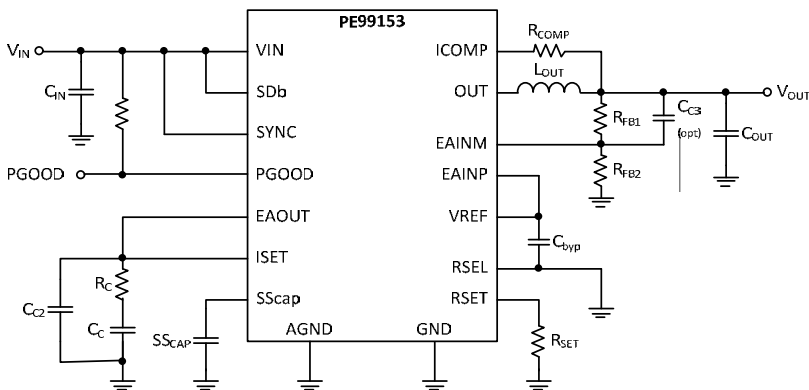 PE99153
VIN
CIN
VIN
SDb
SYNC
PGOOD
PGOOD
EAOUT
ISET
RC
CC2
CC
SScap
SSCAP
AGND
GND
ICOMP
RCOMP
LOUT
OUT
VOUT
RFB1
CC3
(opt)
COUT
EAINM
RFB2
EAINP
VREF
Cbyp
RSEL
RSET
RSET